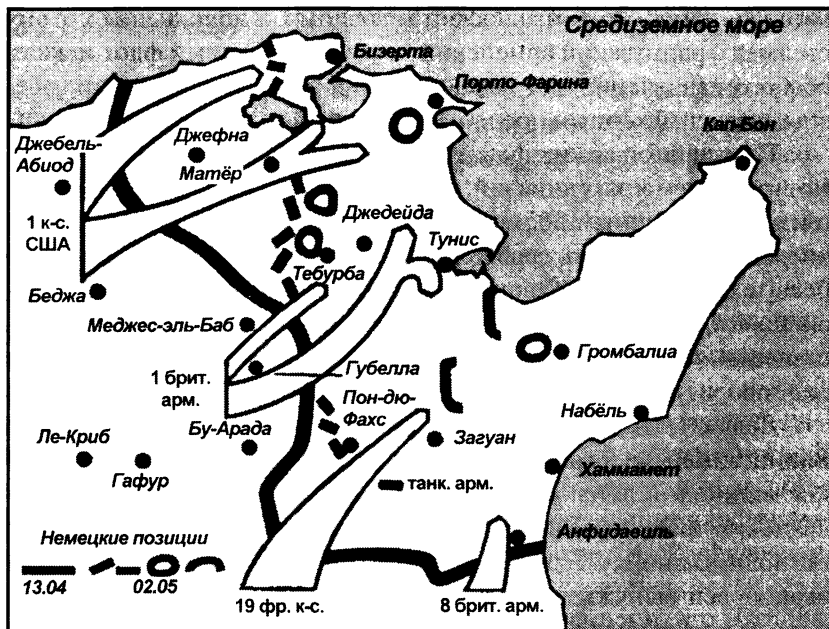 Средиземное море
Бизерта
Порто-Фарина
Кап-Бон
Джефна
Джебель-
Абиод
Матёр
1 к-с.
США
Джедейда
Тунис
Тебурба
Беджа
Меджес-эль-Баб
Громбалиа
Губелла
1 брит.
арм.
Пон-дю-
Фахс
Набёль
Бу-Арада
Ле-Криб
Загуан
Гафур
Хаммамет
танк. арм.
Немецкие позиции
Анфидавиль
13.04
02.05
19 фр. к-с.
8 брит. арм.